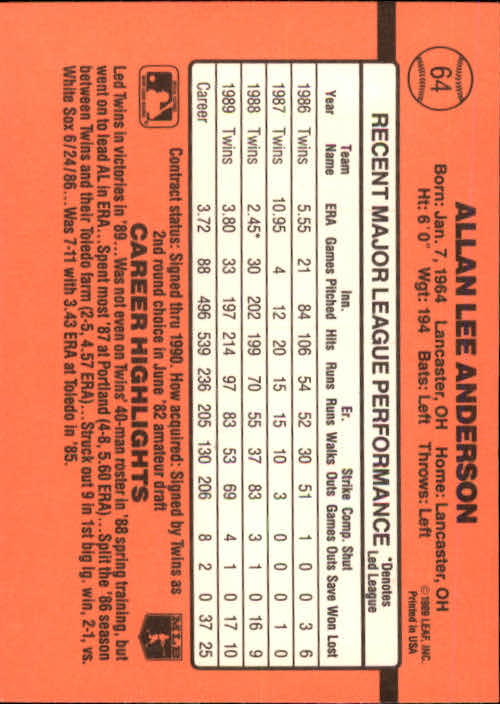 64
ALLAN LEE ANDERSON
Born: Jan. 7, 1964 Lancaster, OH Home: Lancaster, OH
Ht: 6'0" Wgt: 194 Bats: Left Throws: Left
© 1989 LEAF, INC.
Printed in USA
RECENT MAJOR LEAGUE PERFORMANCE
*Denotes
Led League
Team Inn. Er. Strike Comp. Shut
Year Name ERA Games Pitched Hits Runs Runs Walks Outs Games Outs Save Won Lost
1986 Twins 5.55 21 84 106 54 52 30 51 1 0 0 3 6
1987 Twins 10.95 4 12 20 15 15 10 3 0 0 0 1 0
1988 Twins 2.45* 30 202 199 70 55 37 83 3 1 0 16 9
1989 Twins 3.80 33 197 214 97 83 53 69 4 1 0 17 10
Career 3.72 88 496 539 236 205 130 206 8 2 0 37 25
Contract status: Signed thru 1990. How acquired: Signed by Twins as
2nd round choice in June '82 amateur draft
CAREER HIGHLIGHTS
MLB
Led Twins in victories in '89...Was not even on Twins' 40-man roster in '88 spring training, but
went on to lead AL in ERA...Spent most '87 at Portland (4-8, 5.60 ERA)...Split the '86 season
between Twins and their Toledo farm (2-5, 4.57 ERA)...Struck out 9 in 1st big lg. win, 2-1, vs.
White Sox 6/24/86...Was 7-11 with 3.43 ERA at Toledo in '85.